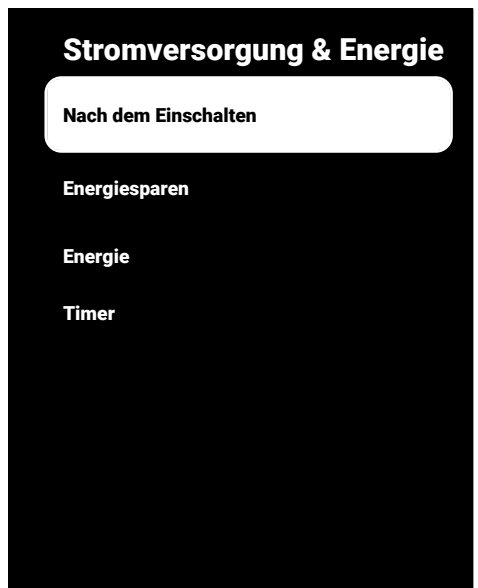 Stromversorgung & Energie
Nach dem Einschalten
Energiesparen
Energie
Timer